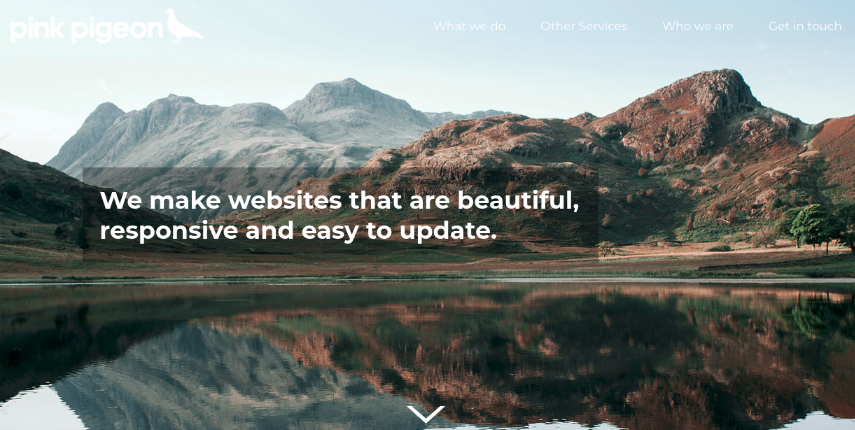 pink pigeon
What we do
Other Services
Who we are
Get in touch
We make websites that are beautiful,
responsive and easy to update.